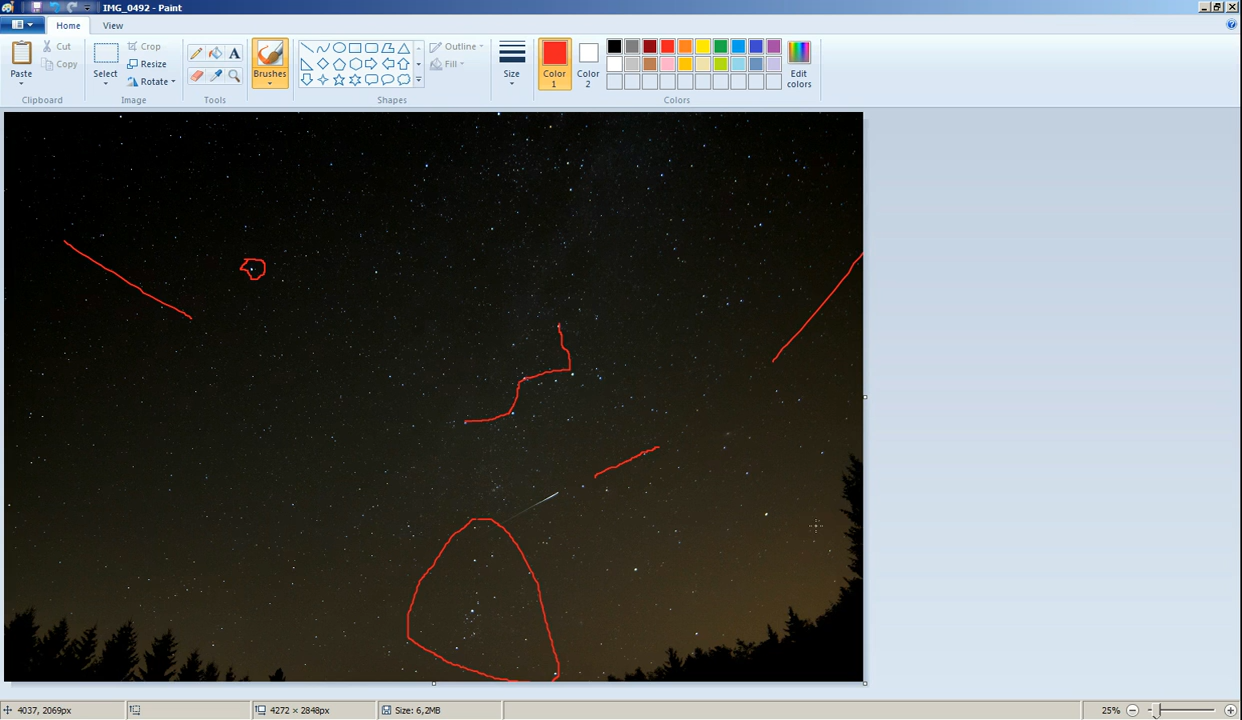 IMG_0492 - Paint
Home
View
Paste
Cut
Copy
Clipboard
Select
Crop
Resize
Rotate
Image
A
Tools
Brushes
Outline
Fill
Shapes
Size
Color 1
Color 2
Edit colors
Colors
4037, 2069px
4272 × 2848px
Size: 6,2MB
25%